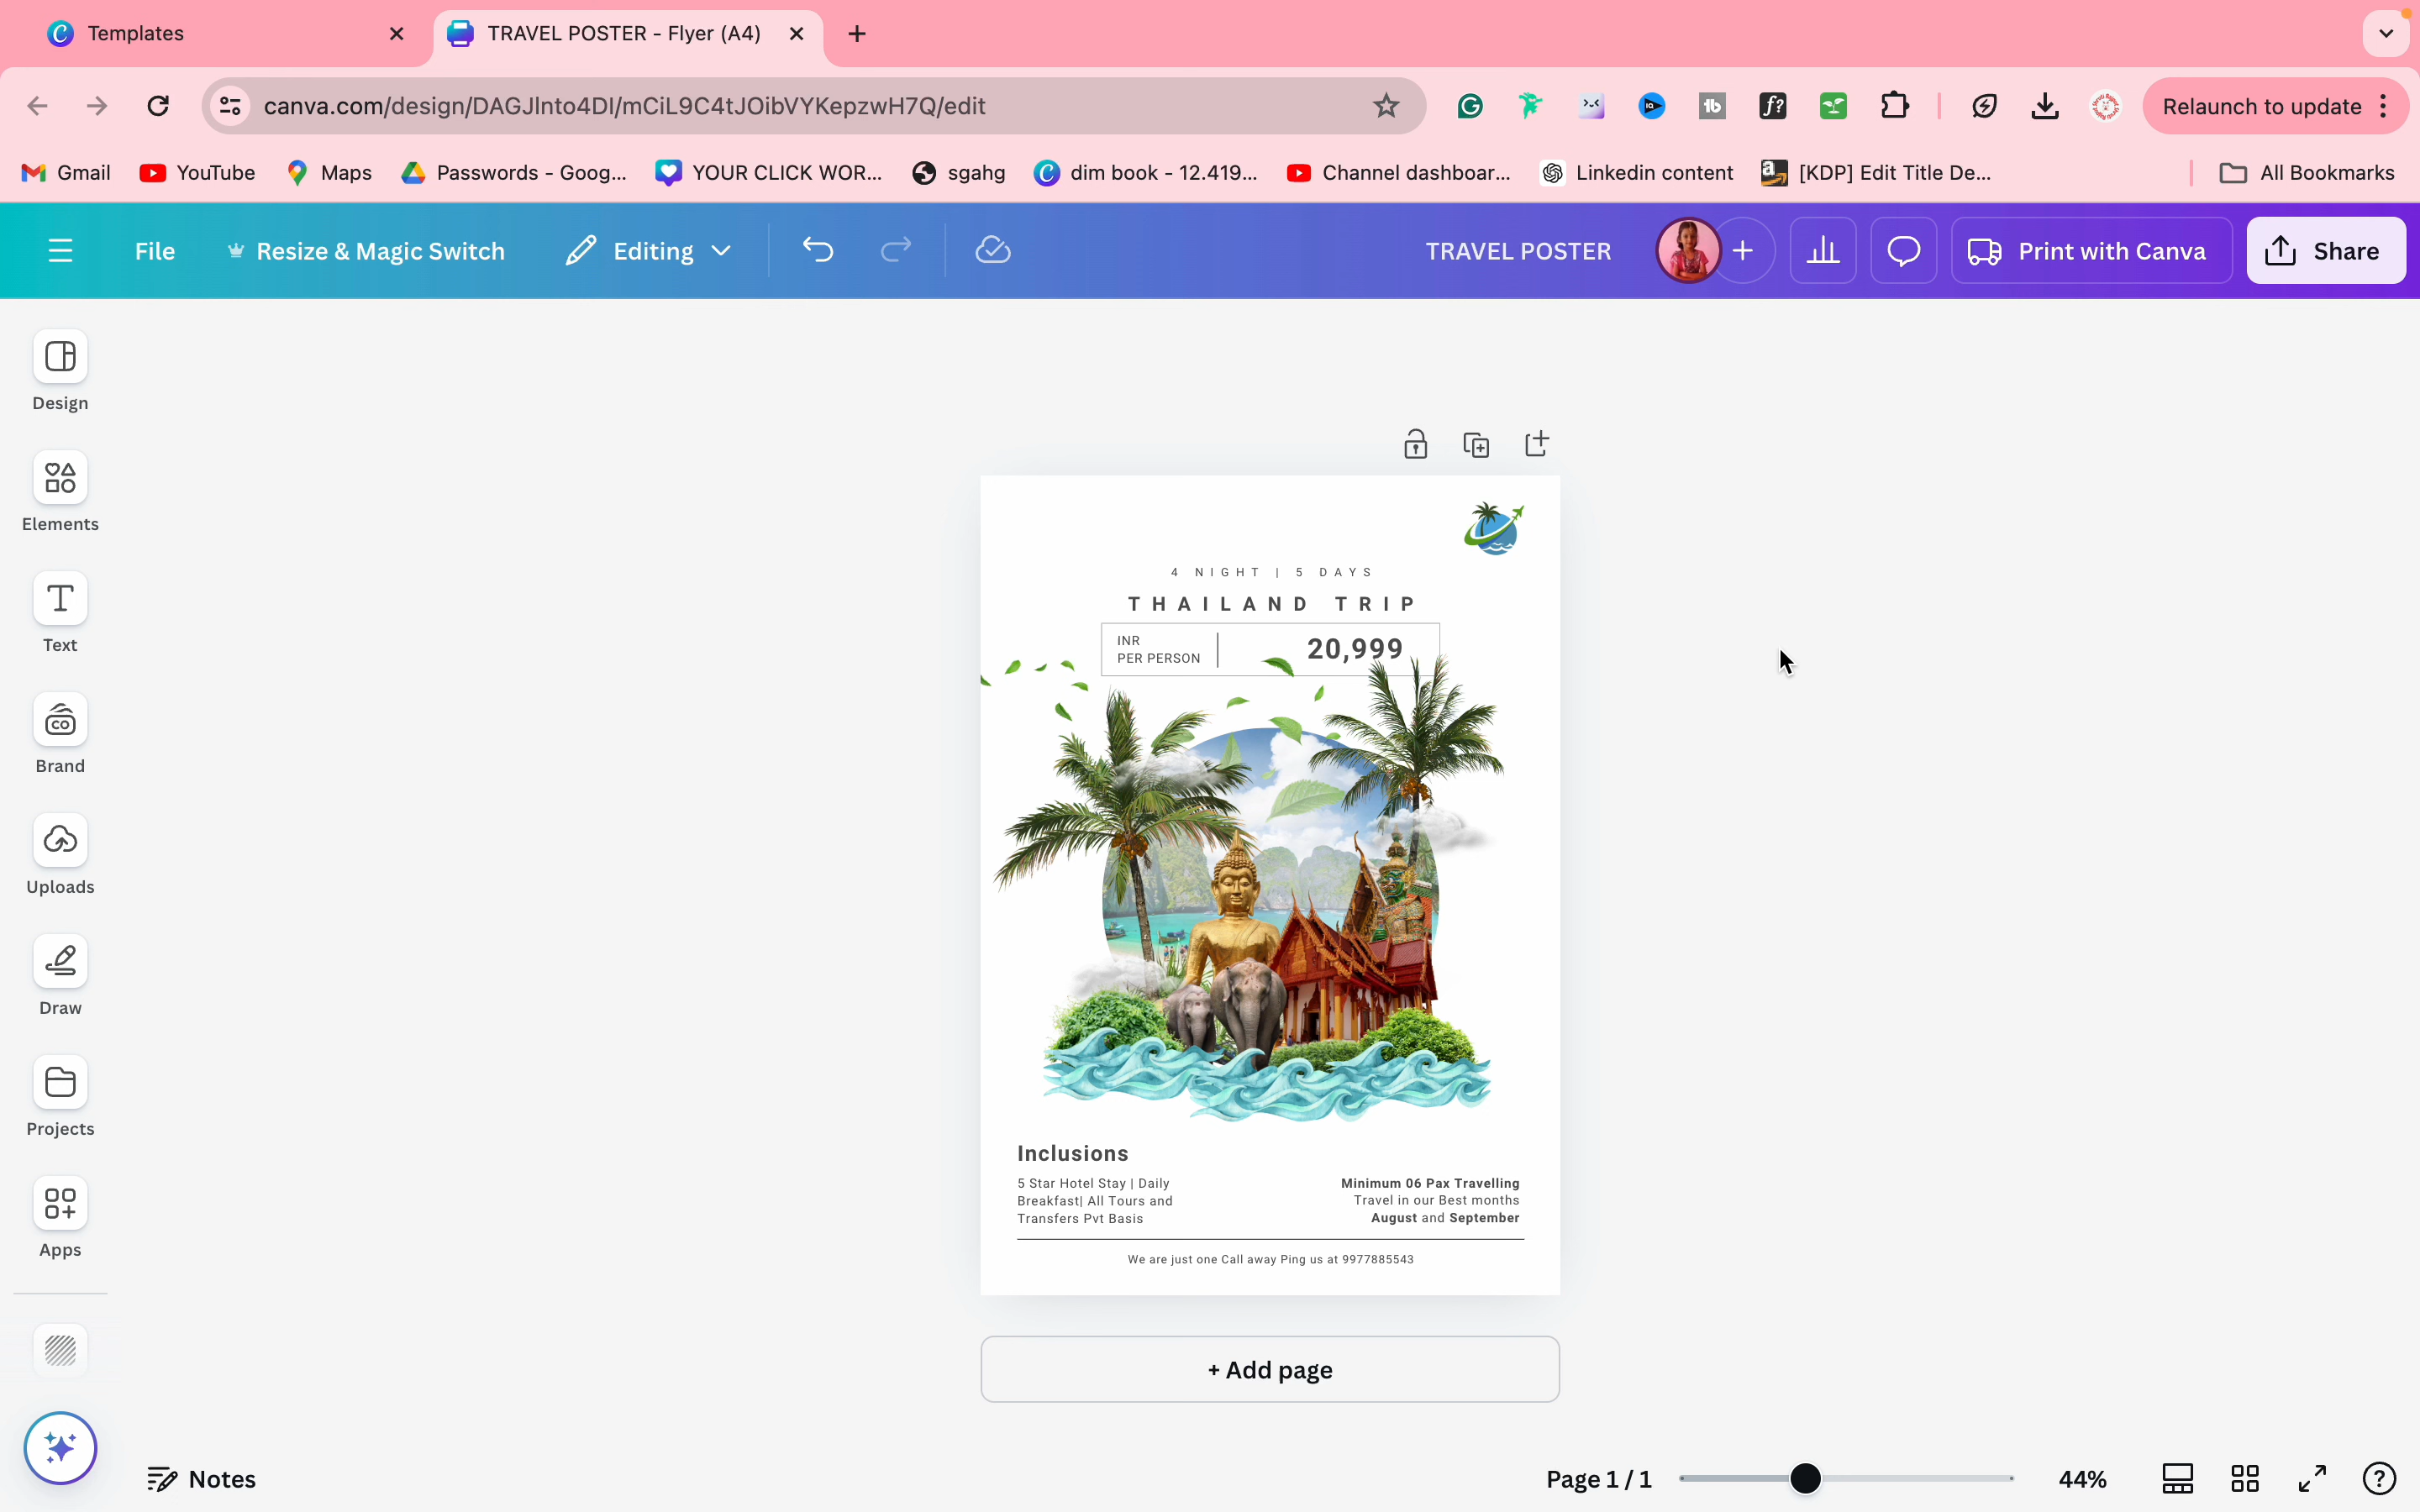 Templates
TRAVEL POSTER - Flyer (A4)
canva.com/design/DAGJInto4DI/mCiL9C4tJOibVYKepzwH7Q/edit
Relaunch to update
Gmail
YouTube
Maps
Passwords - Goog...
YOUR CLICK WOR...
sgahg
dim book - 12.419...
Channel dashboar...
Linkedin content
[KDP] Edit Title De...
All Bookmarks
File
Resize & Magic Switch
Editing
TRAVEL POSTER
Print with Canva
Share
Design
Elements
Text
Brand
Uploads
Draw
Projects
Apps
4 NIGHT | 5 DAYS
THAILAND TRIP
INR
PER PERSON
20,999
Inclusions
5 Star Hotel Stay | Daily
Breakfast| All Tours and
Transfers Pvt Basis
Minimum 06 Pax Travelling
Travel in our Best months
August and September
We are just one Call away Ping us at 9977885543
+ Add page
Notes
Page 1 / 1
44%